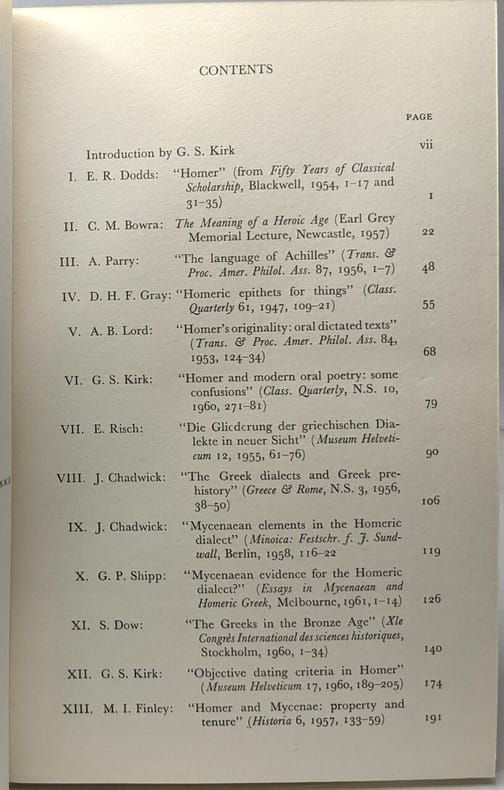 CONTENTS
PAGE
Introduction by G. S. Kirk vii
I. E. R. Dodds: "Homer" (from Fifty Years of Classical
Scholarship, Blackwell, 1954, 1-17 and
31-35) 1
II. C. M. Bowra: The Meaning of a Heroic Age (Earl Grey
Memorial Lecture, Newcastle, 1957) 22
III. A. Parry: "The language of Achilles" (Trans. &
Proc. Amer. Philol. Ass. 87, 1956, 1-7) 48
IV. D. H. F. Gray: "Homeric epithets for things" (Class.
Quarterly 61, 1947, 109-21) 55
V. A. B. Lord: "Homer's originality: oral dictated texts"
(Trans. & Proc. Amer. Philol. Ass. 84,
1953, 124-34) 68
VI. G. S. Kirk: "Homer and modern oral poetry: some
confusions" (Class. Quarterly, N.S. 10,
1960, 271-81) 79
VII. E. Risch: "Die Gliederung der griechischen Dia-
lekte in neuer Sicht" (Museum Helveti-
cum 12, 1955, 61-76) 90
VIII. J. Chadwick: "The Greek dialects and Greek pre-
history" (Greece & Rome, N.S. 3, 1956,
38-50) 106
IX. J. Chadwick: "Mycenaean elements in the Homeric
dialect" (Minoica: Festschr. f. J. Sund-
wall, Berlin, 1958, 116-22 119
X. G. P. Shipp: "Mycenaean evidence for the Homeric
dialect?" (Essays in Mycenaean and
Homeric Greek, Melbourne, 1961, 1-14) 126
XI. S. Dow: "The Greeks in the Bronze Age" (XIe
Congrès International des sciences historiques,
Stockholm, 1960, 1-34) 140
XII. G. S. Kirk: "Objective dating criteria in Homer"
(Museum Helveticum 17, 1960, 189-205) 174
XIII. M. I. Finley: "Homer and Mycenae: property and
tenure" (Historia 6, 1957, 133-59) 191